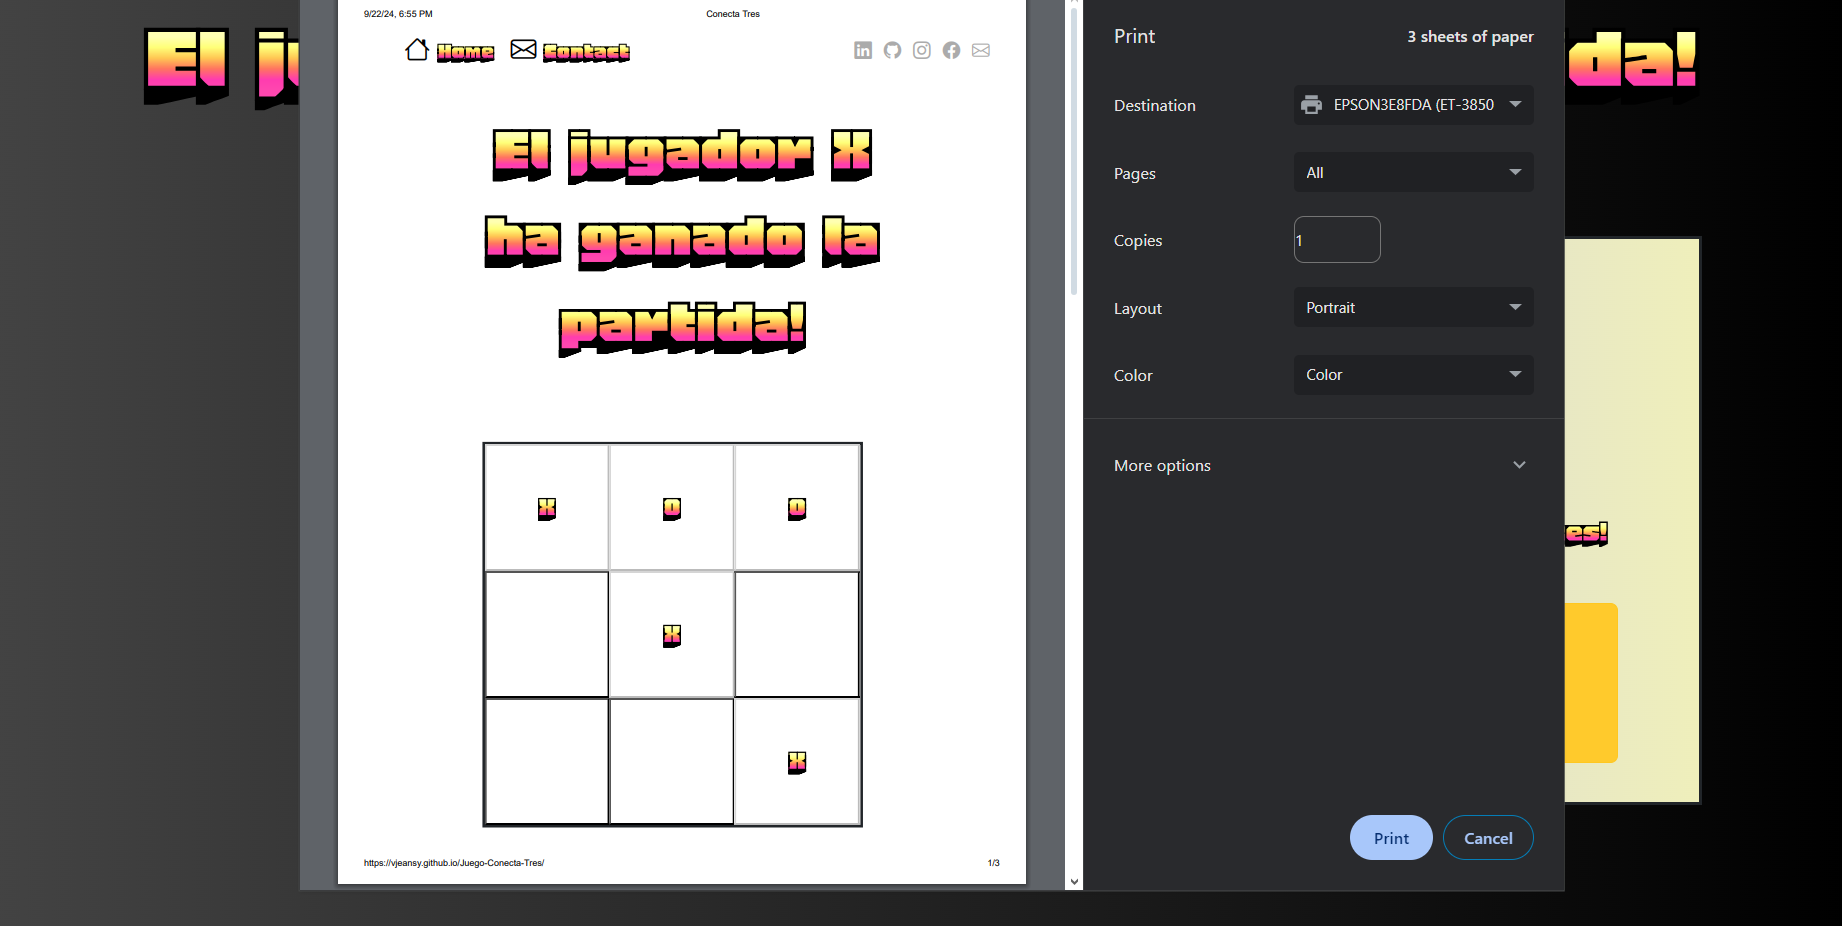 El ju
da!
9/22/24, 6:55 PM
Conecta Tres
Home
Contact
El jugador X
ha ganado la
partida!
X O O
X
X
https://vjeansy.github.io/Juego-Conecta-Tres/
1/3
Print
3 sheets of paper
Destination
EPSON3E8FDA (ET-3850
Pages
All
Copies
1
Layout
Portrait
Color
Color
More options
Print
Cancel
es!